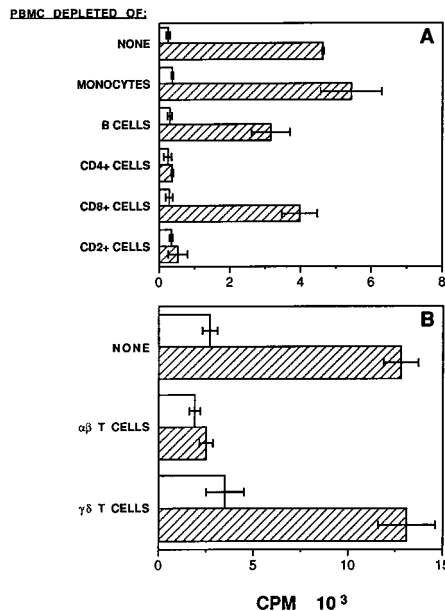 PBMC DEPLETED OF:
A
NONE
MONOCYTES
B CELLS
CD4+ CELLS
CD8+ CELLS
CD2+ CELLS
0 2 4 6 8
B
NONE
αβ T CELLS
γδ T CELLS
0 5 10 15
CPM 10³